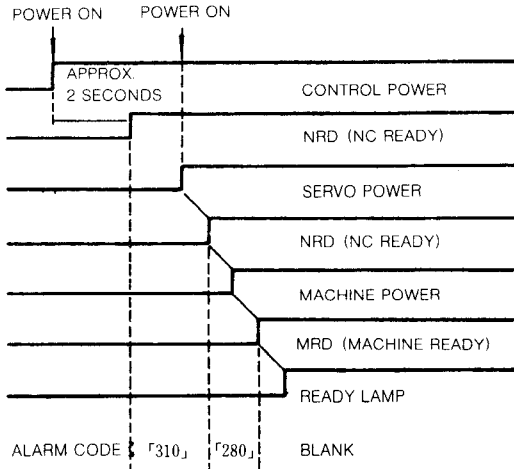 POWER ON POWER ON
APPROX.
2 SECONDS
CONTROL POWER
NRD (NC READY)
SERVO POWER
NRD (NC READY)
MACHINE POWER
MRD (MACHINE READY)
READY LAMP
ALARM CODE 「310」 「280」 BLANK